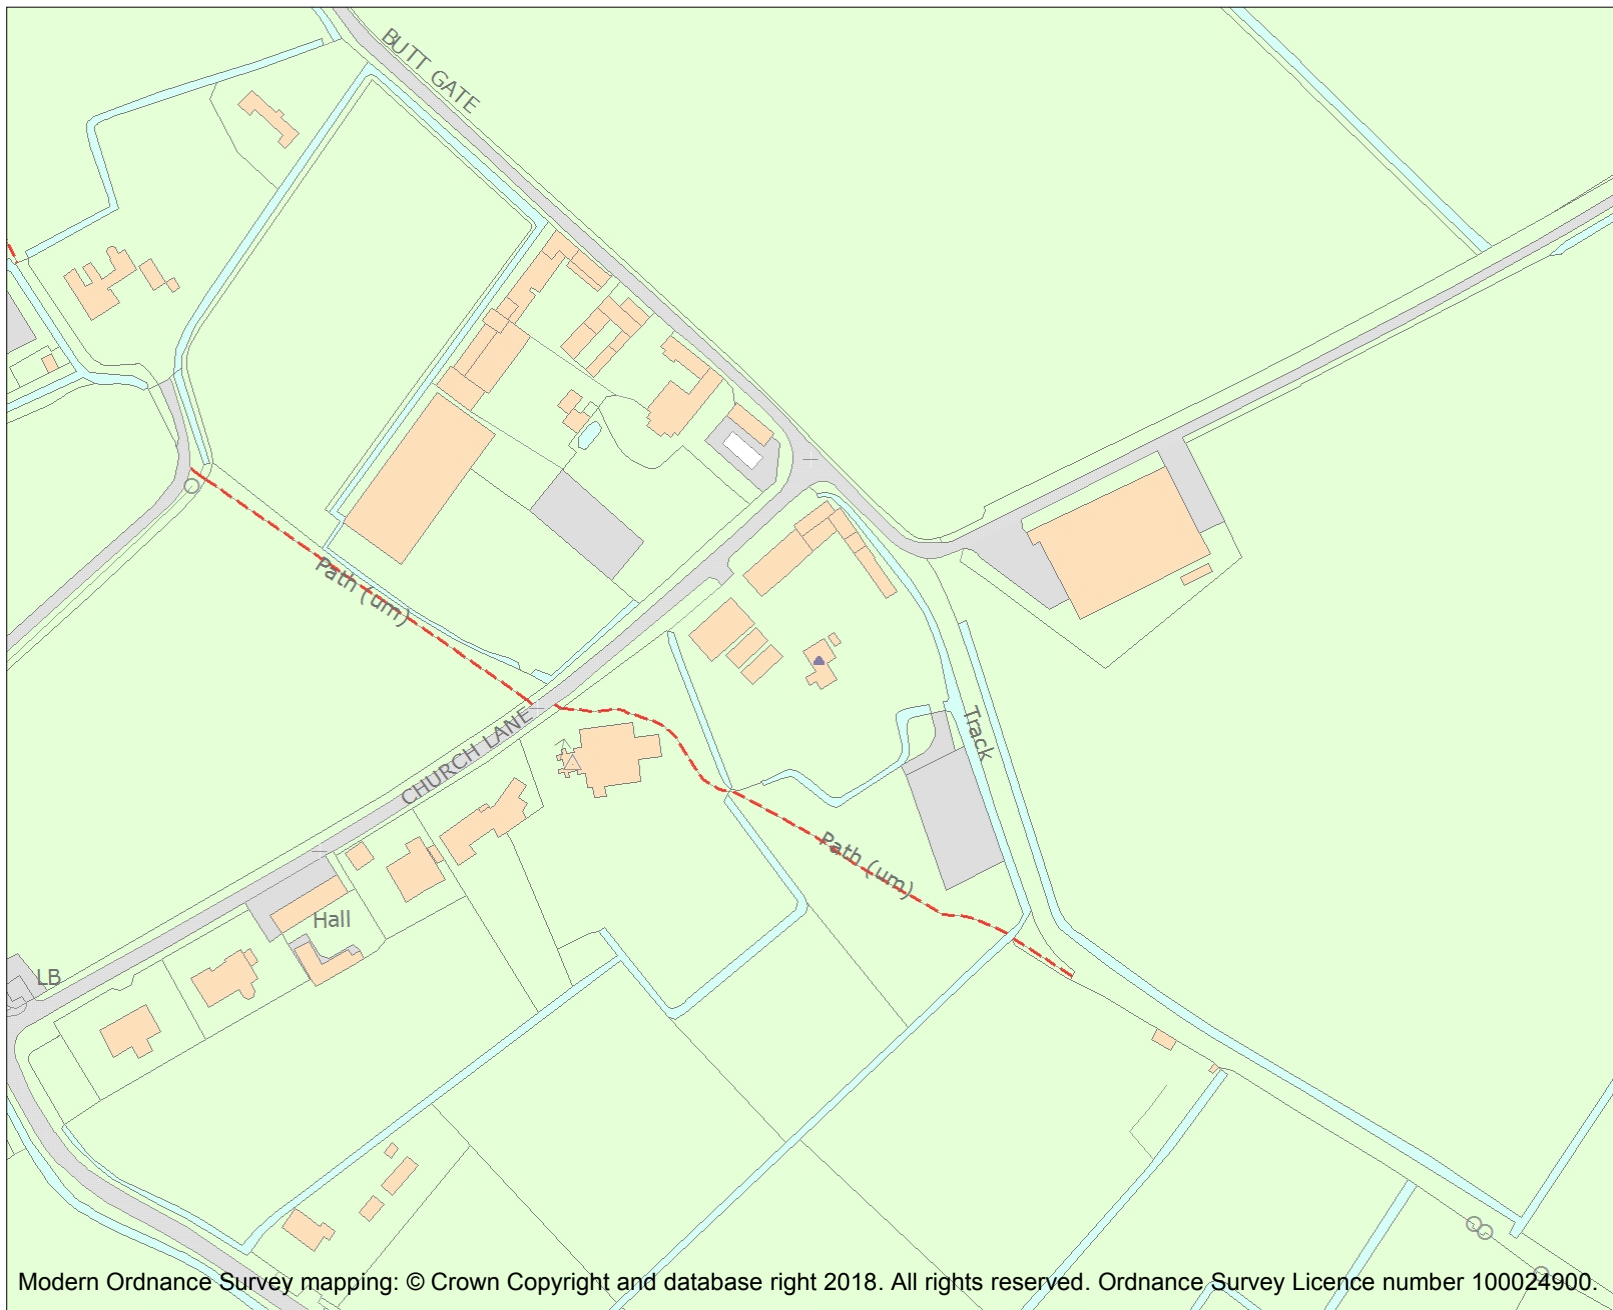 BUTT GATE
Path (um)
CHURCH LANE
Track
Path (um)
Hall
LB
Modern Ordnance Survey mapping: © Crown Copyright and database right 2018. All rights reserved. Ordnance Survey Licence number 100024900.